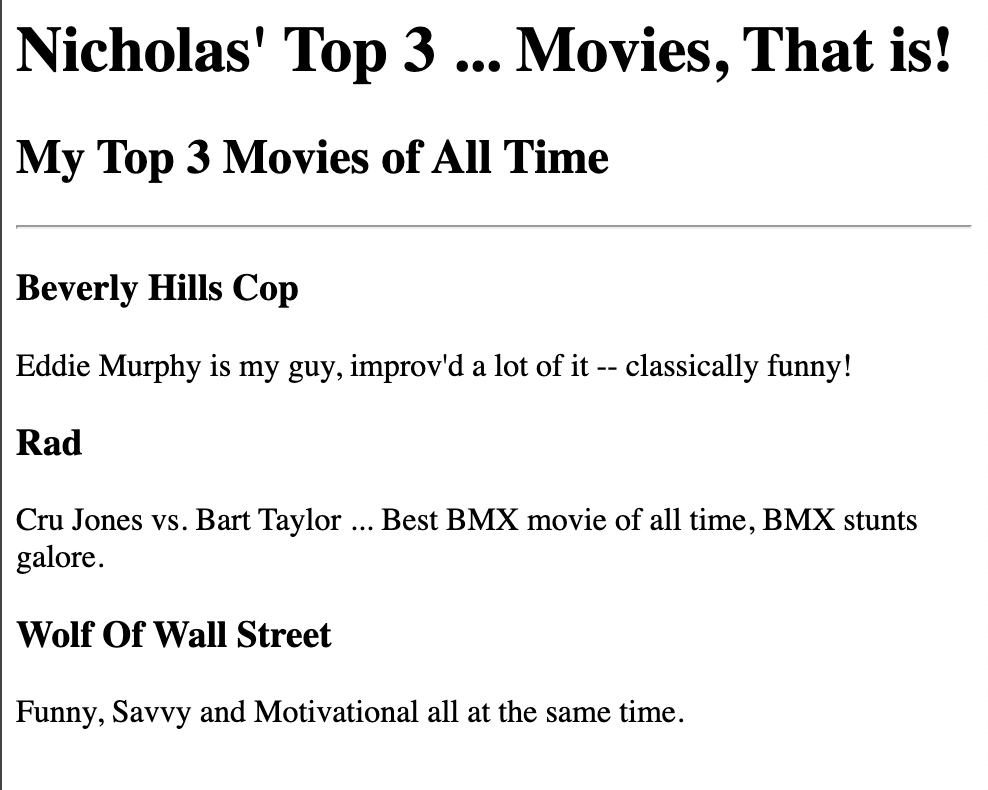 Nicholas' Top 3 ... Movies, That is!
My Top 3 Movies of All Time
Beverly Hills Cop
Eddie Murphy is my guy, improv'd a lot of it -- classically funny!
Rad
Cru Jones vs. Bart Taylor ... Best BMX movie of all time, BMX stunts
galore.
Wolf Of Wall Street
Funny, Savvy and Motivational all at the same time.